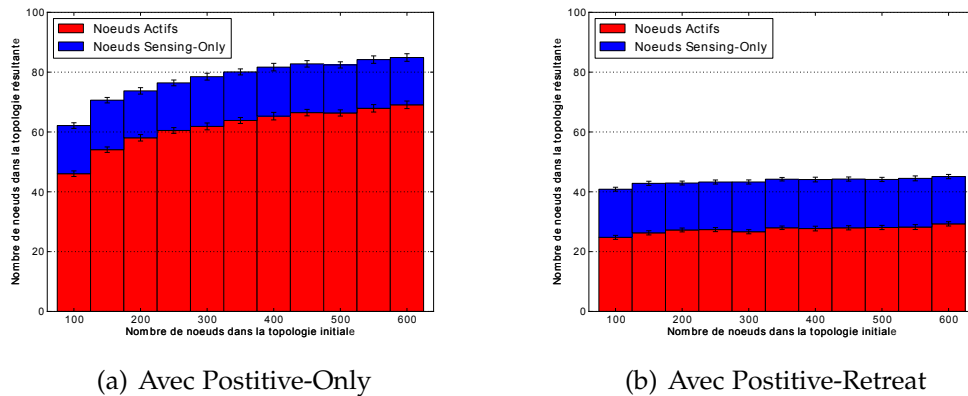 100
80
60
40
20
0
Nombre de noeuds dans la topologie résultante
Noeuds Actifs
Noeuds Sensing-Only
100 200 300 400 500 600
Nombre de noeuds dans la topologie initiale
(a) Avec Postitive-Only
100
80
60
40
20
0
Nombre de noeuds dans la topologie résultante
Noeuds Actifs
Noeuds Sensing-Only
100 200 300 400 500 600
Nombre de noeuds dans la topologie initiale
(b) Avec Postitive-Retreat